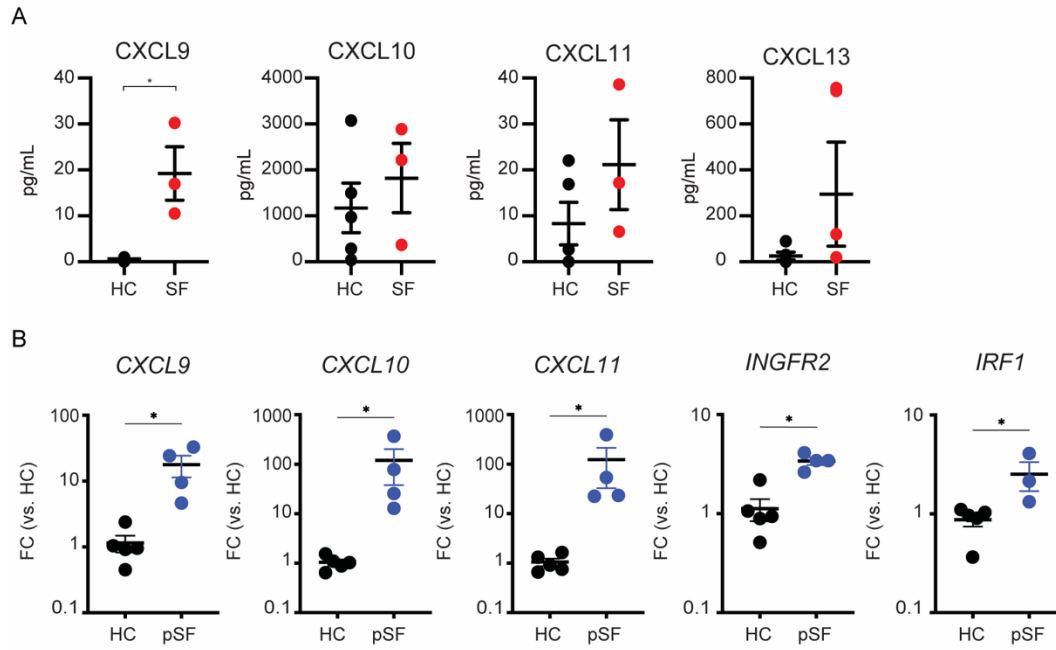 A
CXCL9 CXCL10 CXCL11 CXCL13
40 4000 40 800
*
30 3000 30 600
pg/mL pg/mL pg/mL pg/mL
20 2000 20 400
10 1000 10 200
0 0 0 0
HC SF HC SF HC SF HC SF
B
CXCL9 CXCL10 CXCL11 INGFR2 IRF1
100 1000 1000 10 10
* * * * *
100 100
10
FC (vs. HC) FC (vs. HC) FC (vs. HC) FC (vs. HC) FC (vs. HC)
10 10 1 1
1
1 1
0.1 0.1 0.1 0.1 0.1
HC pSF HC pSF HC pSF HC pSF HC pSF